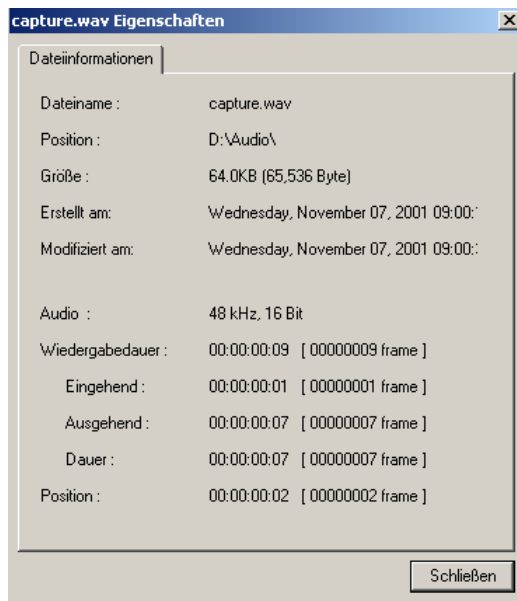 capture.wav Eigenschaften
Dateiinformationen
Dateiname : capture.wav
Position : D:\Audio\
Größe : 64.0KB (65,536 Byte)
Erstellt am: Wednesday, November 07, 2001 09:00:
Modifiziert am: Wednesday, November 07, 2001 09:00:
Audio : 48 kHz, 16 Bit
Wiedergabedauer : 00:00:00:09 [ 00000009 frame ]
Eingehend : 00:00:00:01 [ 00000001 frame ]
Ausgehend : 00:00:00:07 [ 00000007 frame ]
Dauer : 00:00:00:07 [ 00000007 frame ]
Position : 00:00:00:02 [ 00000002 frame ]
Schließen